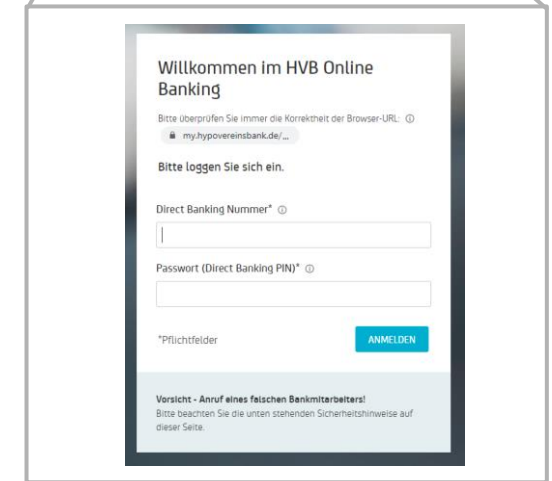 Willkommen im HVB Online
Banking
Bitte überprüfen Sie immer die Korrektheit der Browser-URL:
my.hypovereinsbank.de/...
Bitte loggen Sie sich ein.
Direct Banking Nummer*
Passwort (Direct Banking PIN)*
*Pflichtfelder
ANMELDEN
Vorsicht - Anruf eines falschen Bankmitarbeiters!
Bitte beachten Sie die unten stehenden Sicherheitshinweise auf
dieser Seite.